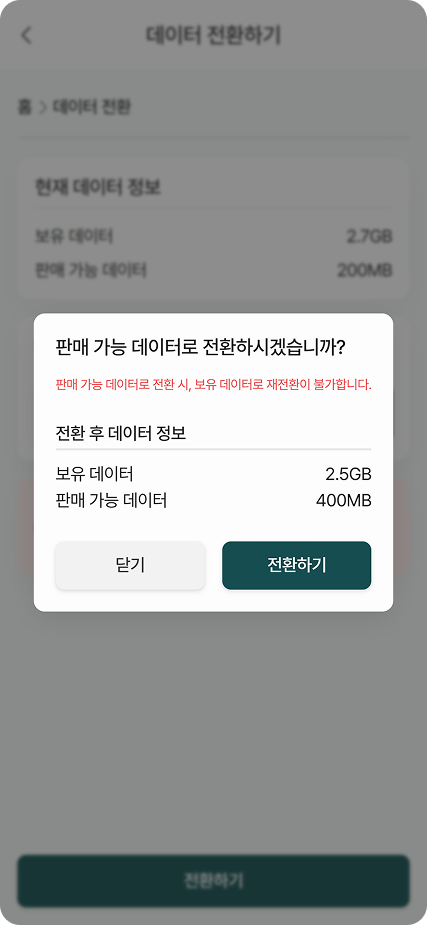 데이터 전환하기
홈 > 데이터 전환
현재 데이터 정보
보유 데이터 2.7GB
판매 가능 데이터 200MB
판매 가능 데이터로 전환하시겠습니까?
판매 가능 데이터로 전환 시, 보유 데이터로 재전환이 불가합니다.
전환 후 데이터 정보
보유 데이터 2.5GB
판매 가능 데이터 400MB
닫기 전환하기
전환하기